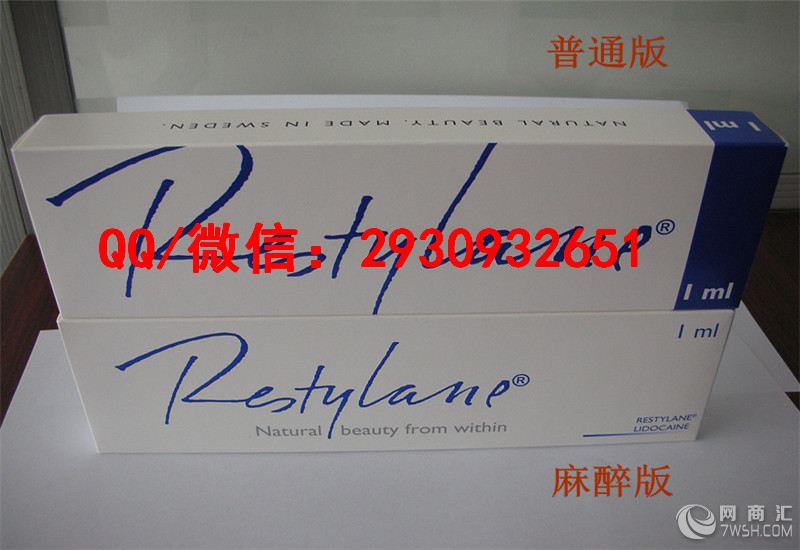 普通版
NATURAL BEAUTY. MADE IN SWEDEN.
1 ml
Restylane®
QQ/微信：2930932651
1 ml
Restylane®
1 ml
Natural beauty from within
RESTYLANE®
LIDOCAINE
麻醉版
网商汇
7WSH.COM